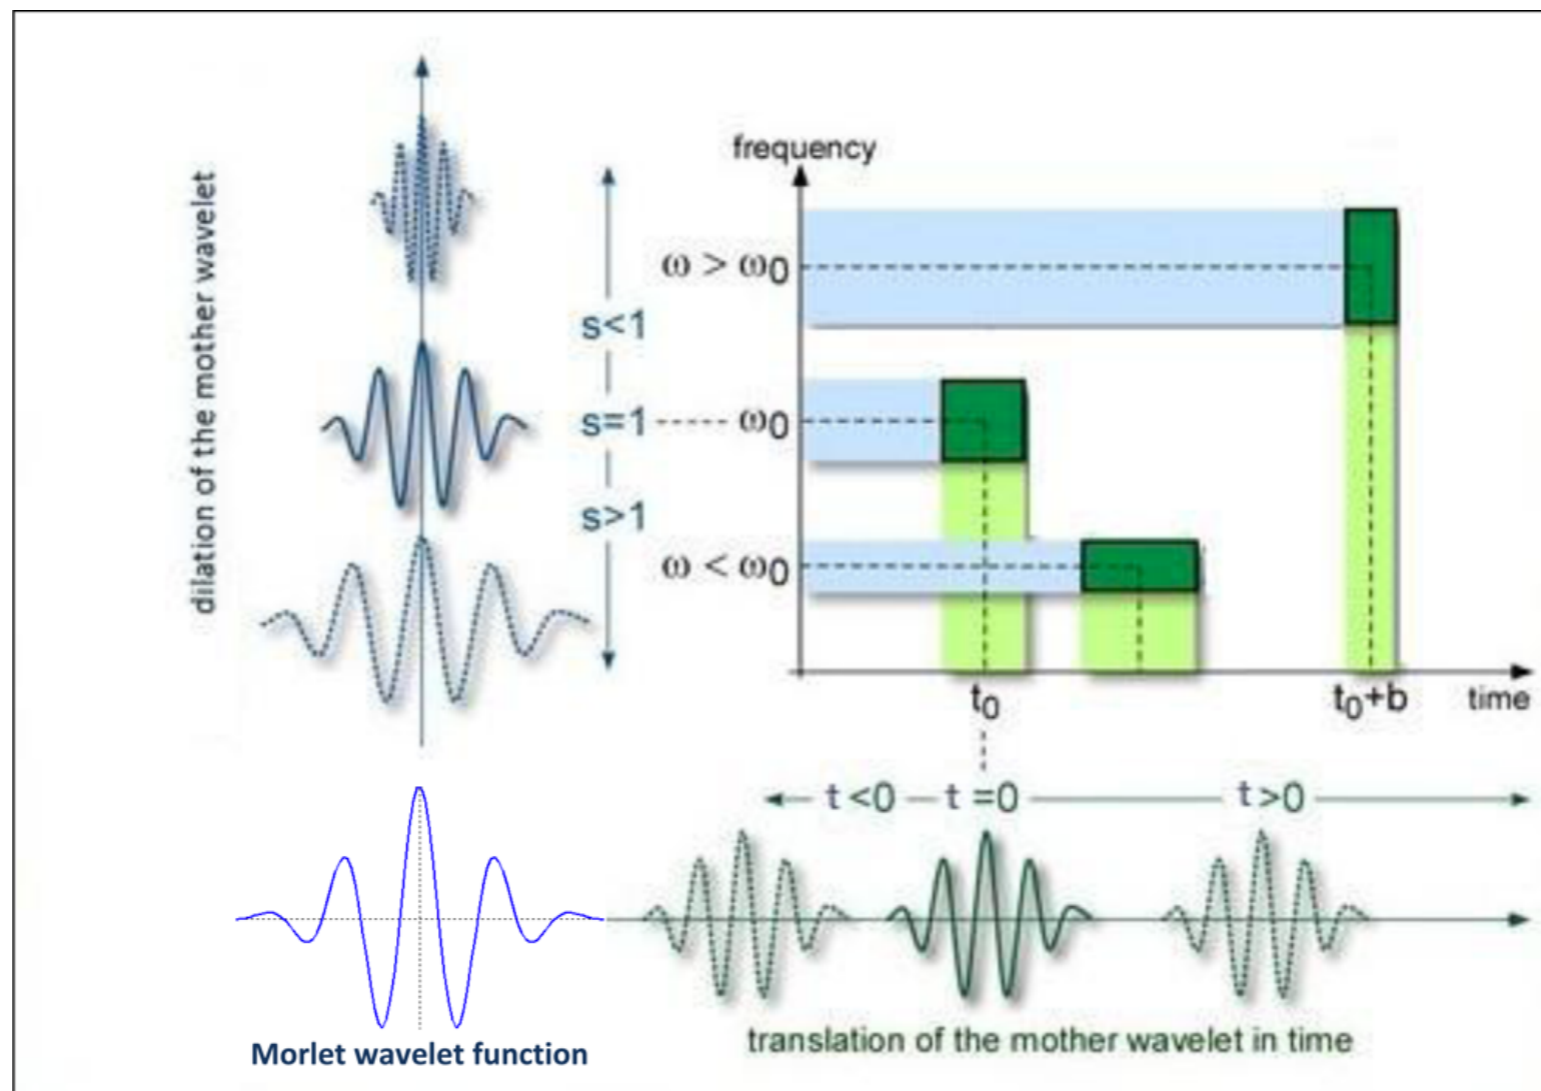 dilation of the mother wavelet
s<1
s=1
s>1
frequency
ω > ω0
ω0
ω < ω0
t0
t0+b
time
t <0
t =0
t>0
translation of the mother wavelet in time
Morlet wavelet function